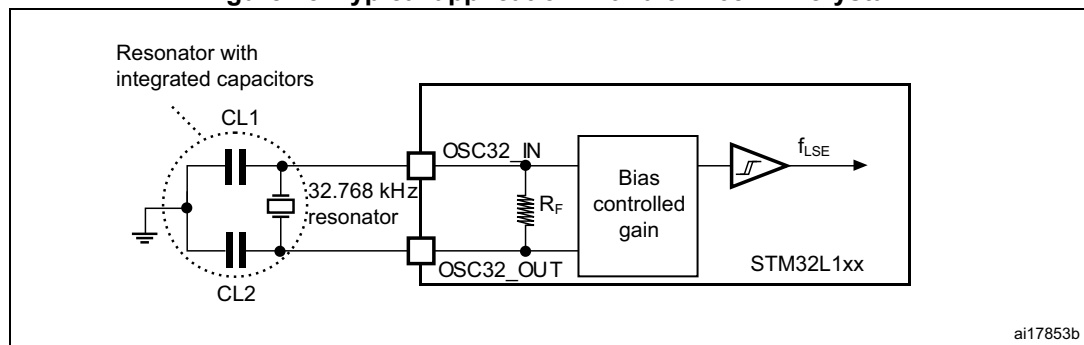 Resonator with
integrated capacitors
CL1
32.768 kHz
resonator
CL2
OSC32_IN
RF
OSC32_OUT
Bias
controlled
gain
fLSE
STM32L1xx
ai17853b